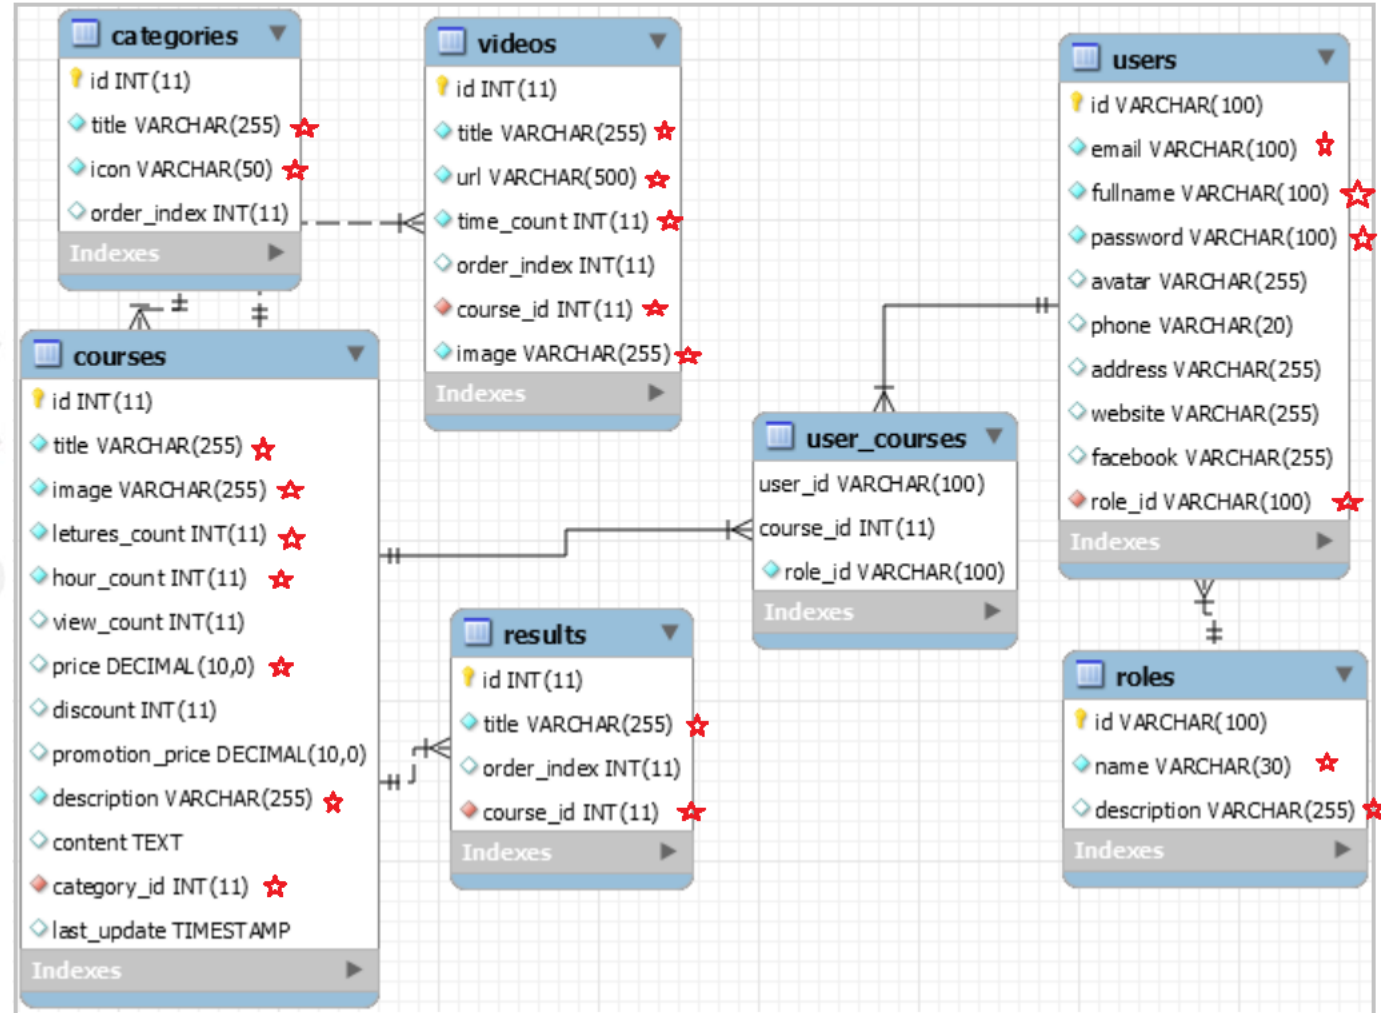 categories
id INT(11)
title VARCHAR(255)
icon VARCHAR(50)
order_index INT(11)
Indexes
videos
id INT(11)
title VARCHAR(255)
url VARCHAR(500)
time_count INT(11)
order_index INT(11)
course_id INT(11)
image VARCHAR(255)
Indexes
users
id VARCHAR(100)
email VARCHAR(100)
fullname VARCHAR(100)
password VARCHAR(100)
avatar VARCHAR(255)
phone VARCHAR(20)
address VARCHAR(255)
website VARCHAR(255)
facebook VARCHAR(255)
role_id VARCHAR(100)
Indexes
courses
id INT(11)
title VARCHAR(255)
image VARCHAR(255)
letures_count INT(11)
hour_count INT(11)
view_count INT(11)
price DECIMAL(10,0)
discount INT(11)
promotion_price DECIMAL(10,0)
description VARCHAR(255)
content TEXT
category_id INT(11)
last_update TIMESTAMP
Indexes
user_courses
user_id VARCHAR(100)
course_id INT(11)
role_id VARCHAR(100)
Indexes
results
id INT(11)
title VARCHAR(255)
order_index INT(11)
course_id INT(11)
Indexes
roles
id VARCHAR(100)
name VARCHAR(30)
description VARCHAR(255)
Indexes